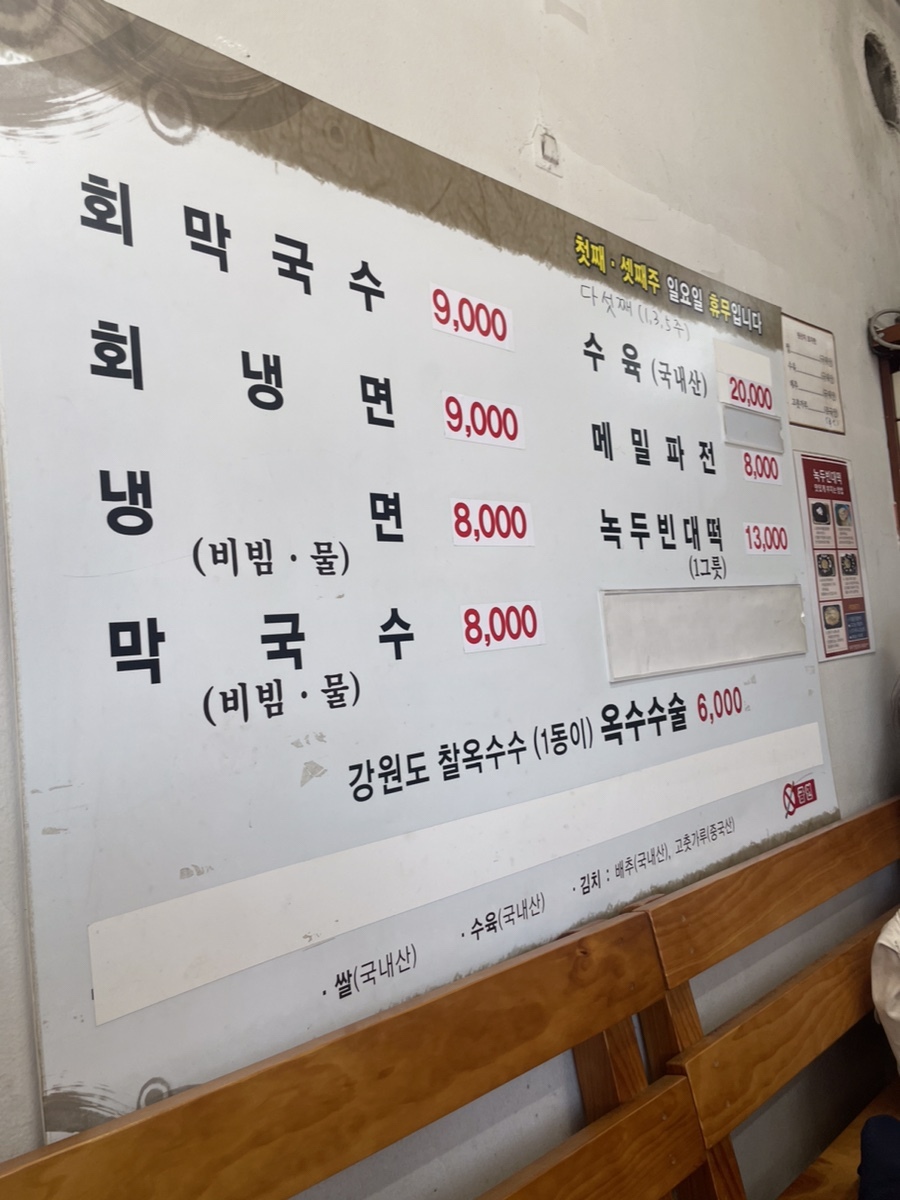 회 막 국 수 9,000
회 냉 면 9,000
냉 면 8,000
(비빔 · 물)
막 국 수 8,000
(비빔 · 물)
첫째 · 셋째주 일요일 휴무입니다
다섯째 (1,3,5주)
수 육 (국내산) 20,000
메 밀 파 전 8,000
녹두빈대떡 13,000
(1그릇)
강원도 찰옥수수 (1동이) 옥수수술 6,000
· 쌀(국내산) · 수육(국내산) · 김치 : 배추(국내산), 고춧가루(중국산)
녹두빈대떡